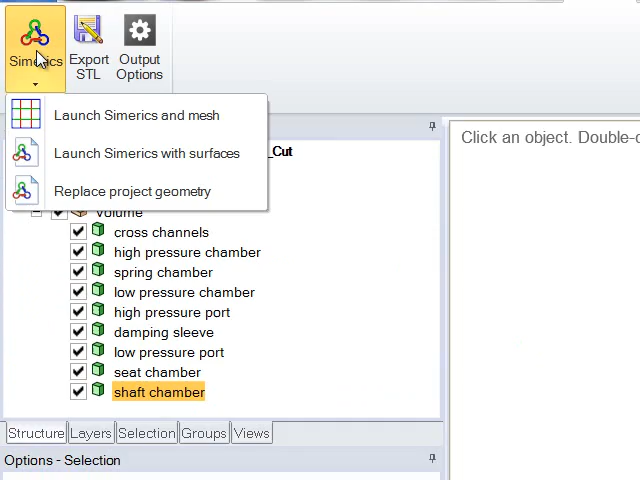 Simerics
Export
STL
Output
Options
Launch Simerics and mesh
Launch Simerics with surfaces
Replace project geometry
_Cut
Click an object. Double-c
Volume
cross channels
high pressure chamber
spring chamber
low pressure chamber
high pressure port
damping sleeve
low pressure port
seat chamber
shaft chamber
Structure
Layers
Selection
Groups
Views
Options - Selection